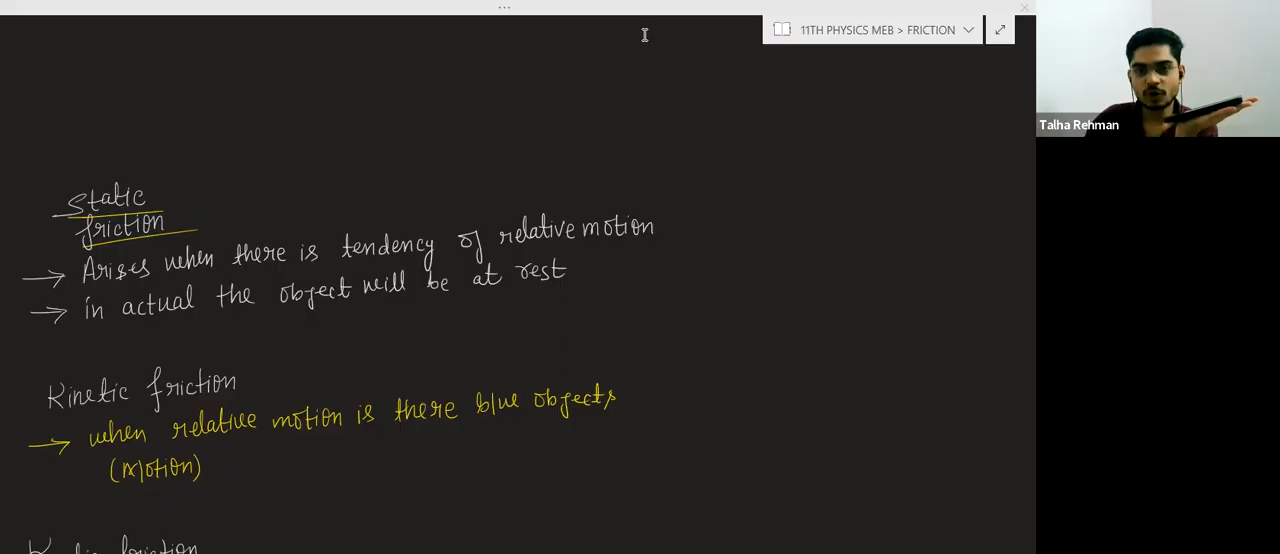 11TH PHYSICS MEB > FRICTION
Talha Rehman
Static
friction
→ Arises when there is tendency of relative motion
→ in actual the object will be at rest
Kinetic friction
→ when relative motion is there b/w objects
(Motion)
friction